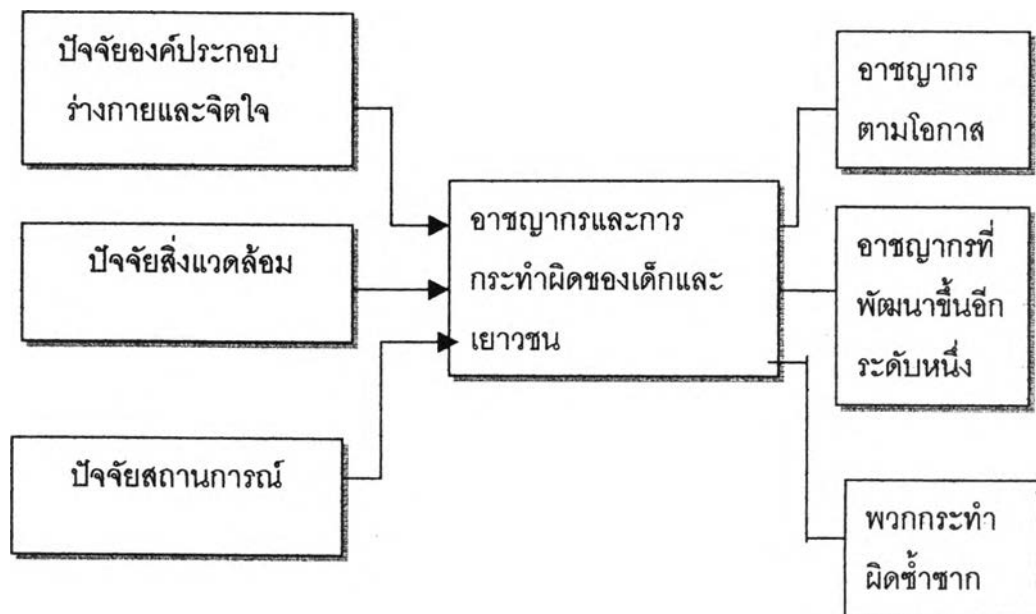 ปัจจัยองค์ประกอบ
ร่างกายและจิตใจ
ปัจจัยสิ่งแวดล้อม
ปัจจัยสถานการณ์
อาชญากรและการ
กระทำผิดของเด็กและ
เยาวชน
อาชญากร
ตามโอกาส
อาชญากรที่
พัฒนาขึ้นอีก
ระดับหนึ่ง
พวกกระทำ
ผิดซ้ำซาก